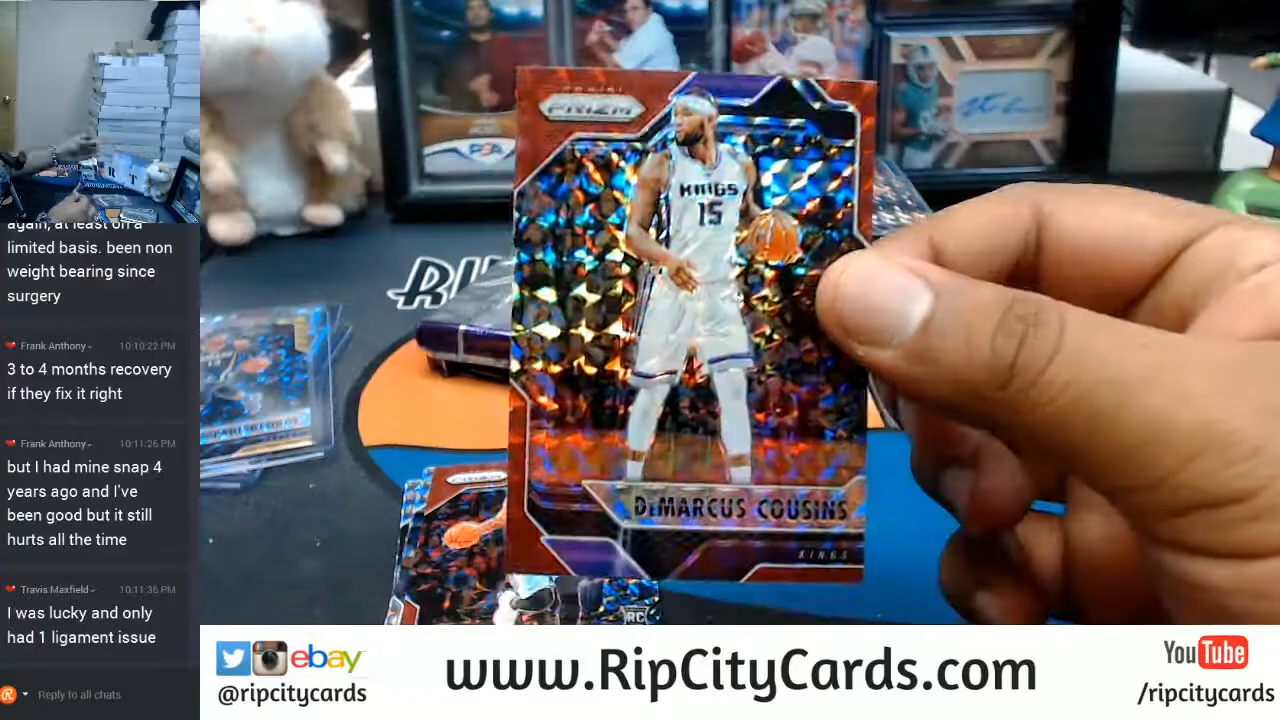 again, at least on a
limited basis. been non
weight bearing since
surgery
Frank Anthony - 10:10:22 PM
3 to 4 months recovery
if they fix it right
Frank Anthony - 10:11:26 PM
but I had mine snap 4
years ago and I've
been good but it still
hurts all the time
Travis Maxfield - 10:11:36 PM
I was lucky and only
had 1 ligament issue
Reply to all chats
PANINI
PRIZM
KINGS
15
DeMARCUS COUSINS
KINGS
PSA
PRIZM
RC
ebay
@ripcitycards
www.RipCityCards.com
YouTube
/ripcitycards